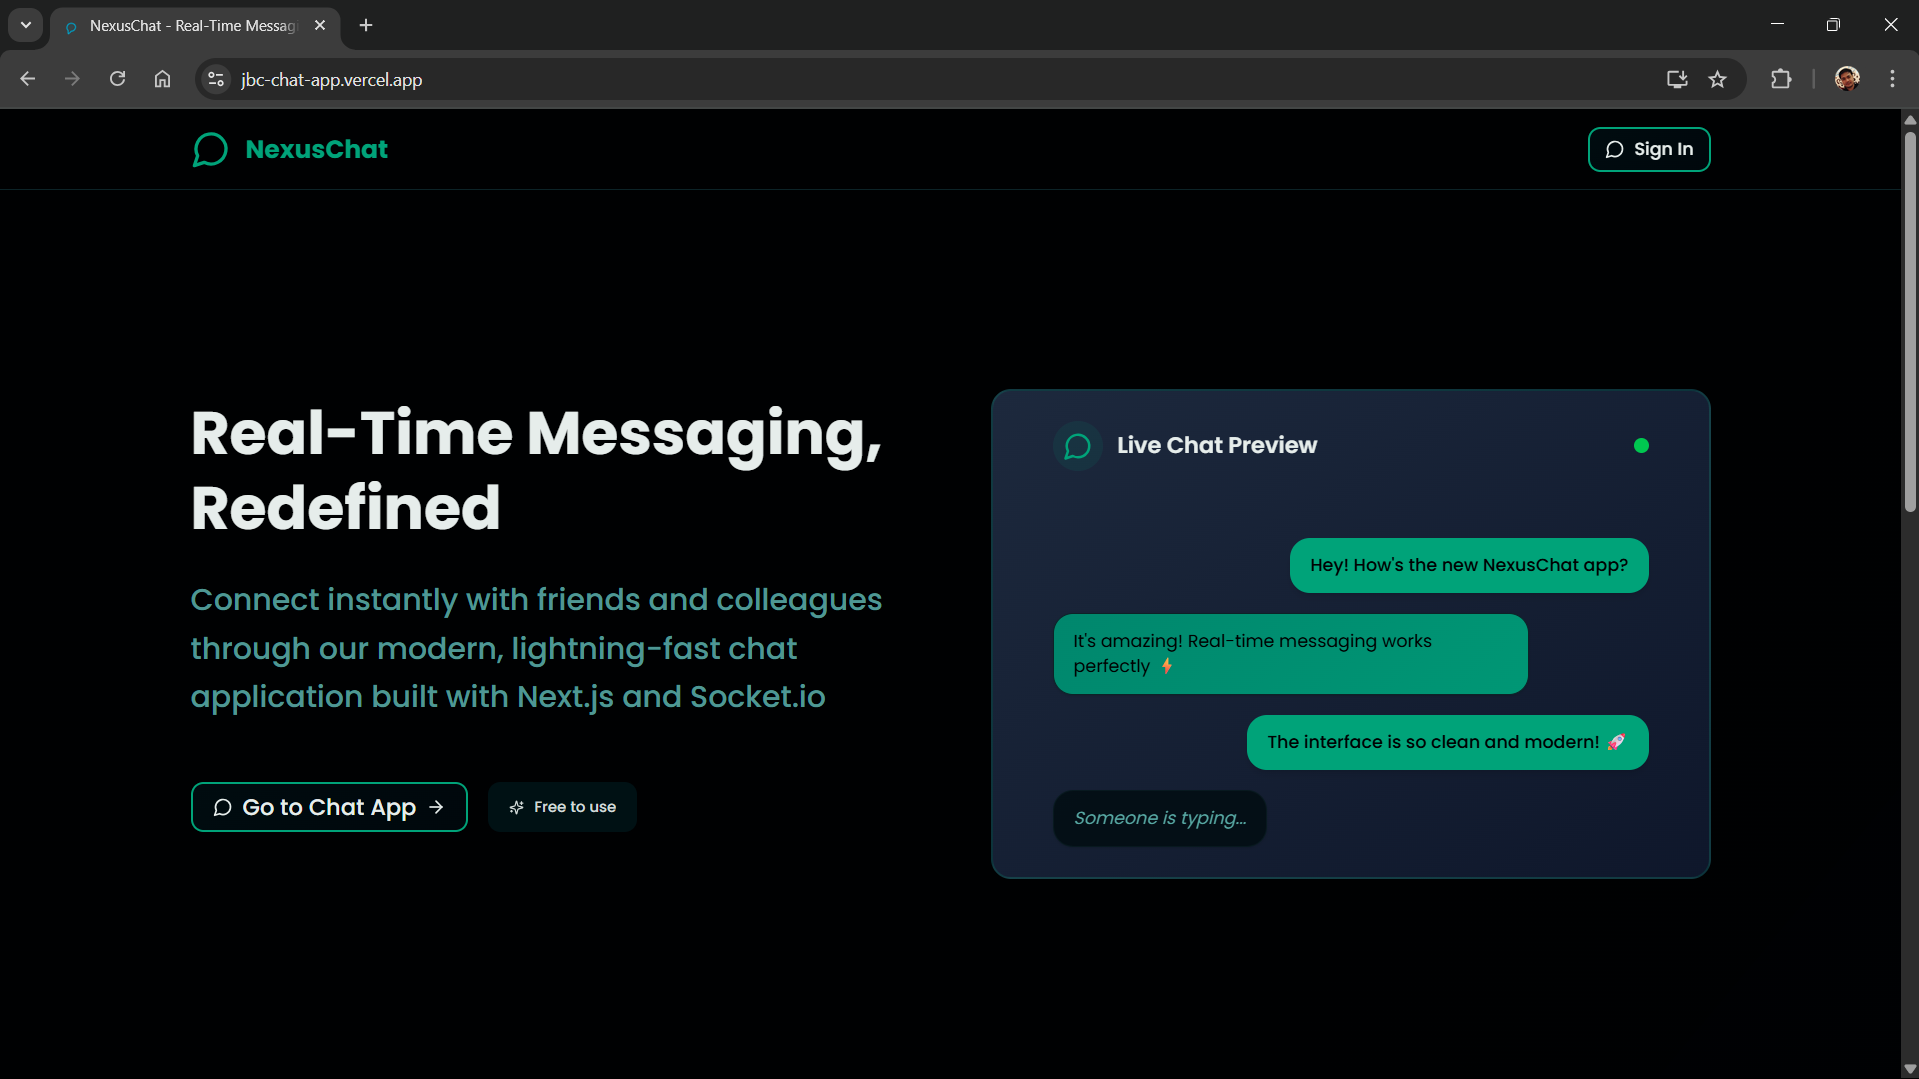 NexusChat - Real-Time Messagi
jbc-chat-app.vercel.app
NexusChat
Sign In
Real-Time Messaging,
Redefined
Connect instantly with friends and colleagues
through our modern, lightning-fast chat
application built with Next.js and Socket.io
Go to Chat App →
Free to use
Live Chat Preview
Hey! How's the new NexusChat app?
It's amazing! Real-time messaging works
perfectly ⚡
The interface is so clean and modern! 🚀
Someone is typing...